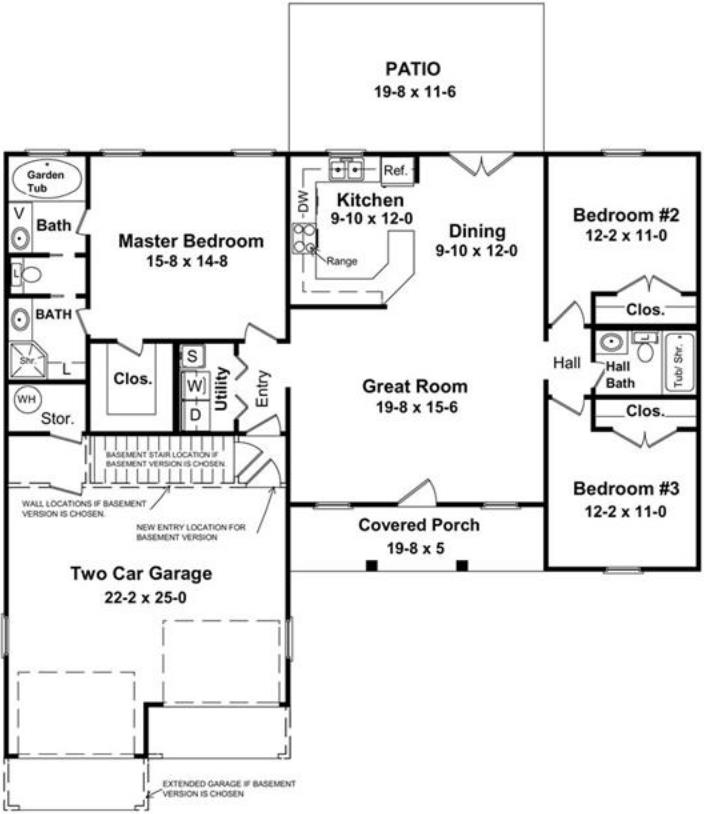 PATIO
19-8 x 11-6
Garden
Tub
V
Bath
BATH
Shr.
L
L
WH
Stor.
Master Bedroom
15-8 x 14-8
Clos.
S
W
D
Utility
Entry
DW
Ref.
Kitchen
9-10 x 12-0
Range
Dining
9-10 x 12-0
Great Room
19-8 x 15-6
Bedroom #2
12-2 x 11-0
Clos.
Hall
Hall
Bath
L
Tub/ Shr.
Clos.
Bedroom #3
12-2 x 11-0
BASEMENT STAIR LOCATION IF
BASEMENT VERSION IS CHOSEN.
WALL LOCATIONS IF BASEMENT
VERSION IS CHOSEN.
NEW ENTRY LOCATION FOR
BASEMENT VERSION
Covered Porch
19-8 x 5
Two Car Garage
22-2 x 25-0
EXTENDED GARAGE IF BASEMENT
VERSION IS CHOSEN